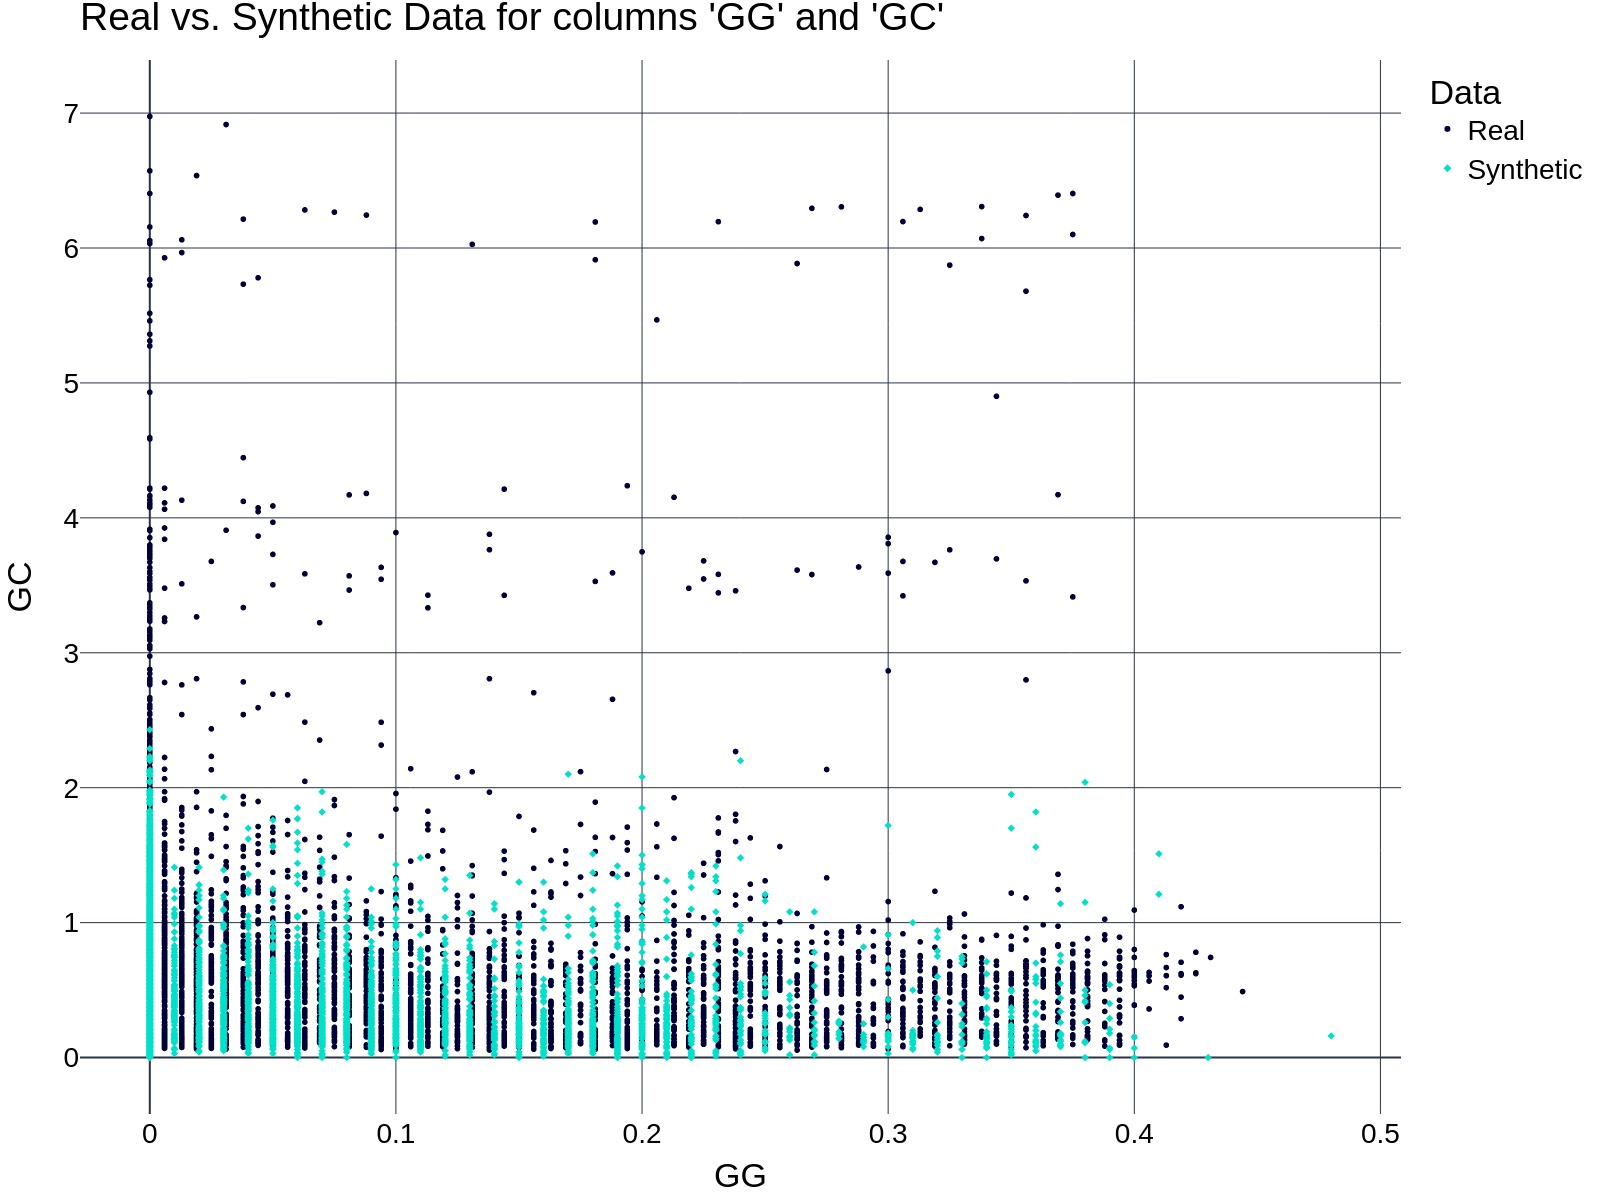 Real vs. Synthetic Data for columns 'GG' and 'GC'
Data
Real
Synthetic
7
6
5
4
3
2
1
0
GC
0
0.1
0.2
0.3
0.4
0.5
GG